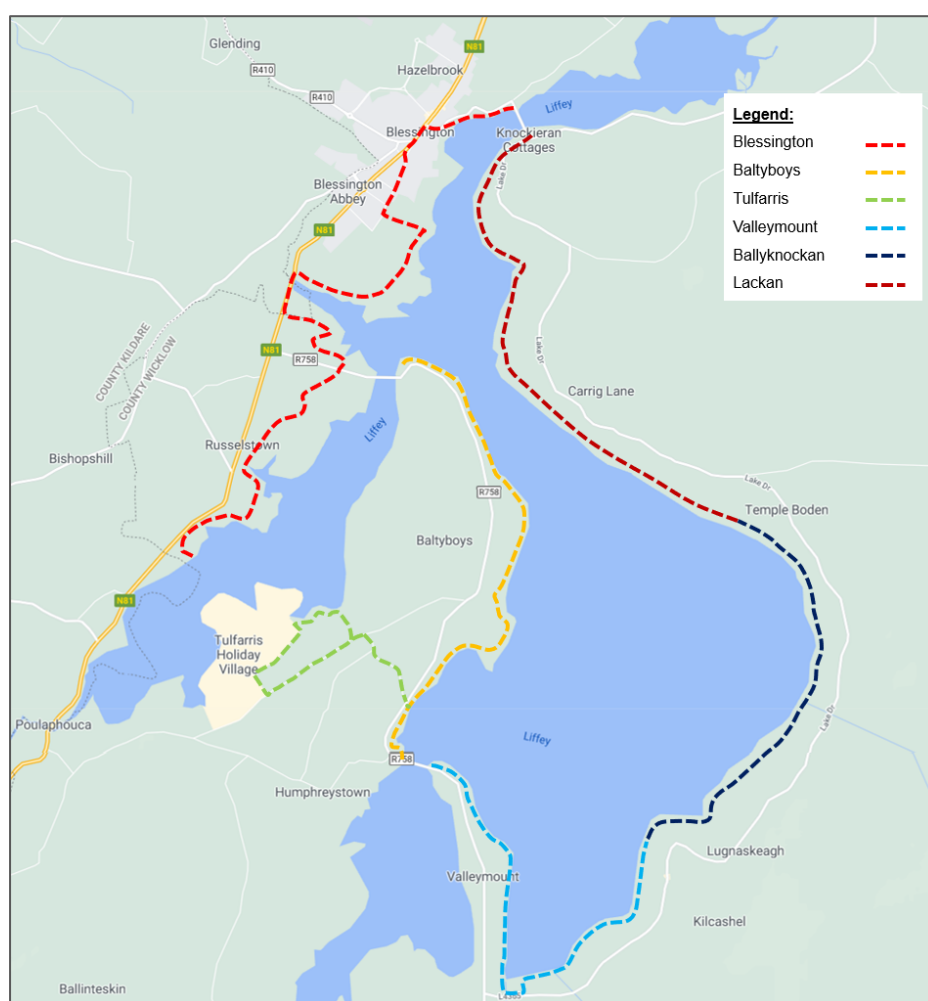 Glending
N81
R410
Hazelbrook
R410
Liffey
Legend:
Blessington
Baltyboys
Tulfarris
Valleymount
Ballyknockan
Lackan
Blessington
Knockieran
Cottages
Lake Dr
Blessington
Abbey
N81
COUNTY KILDARE
COUNTY WICKLOW
N81
R758
Lake Dr
Carrig Lane
Liffey
Russelstown
Bishopshill
R758
Lake Dr
Temple Boden
Baltyboys
N81
Tulfarris
Holiday
Village
Lake Dr
Poulaphouca
Liffey
R758
Humphreystown
Lugnaskeagh
Valleymount
Kilcashel
Ballinteskin